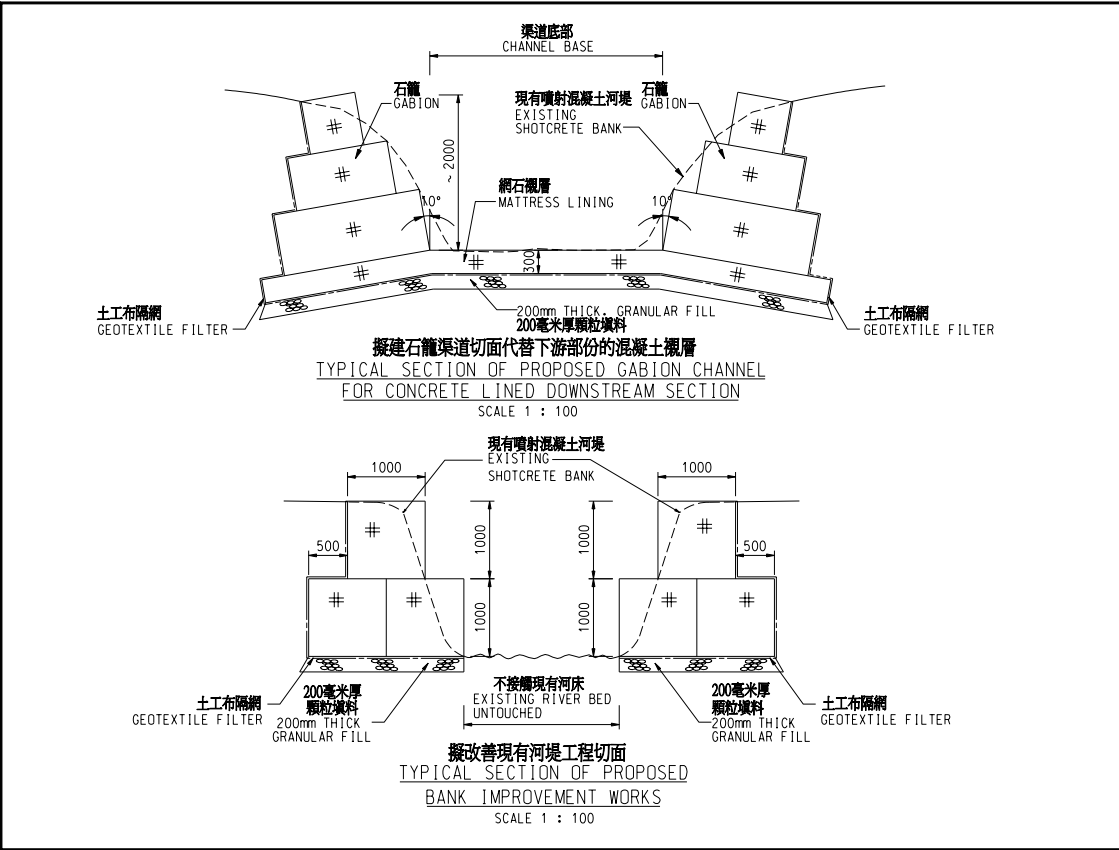 渠道底部
CHANNEL BASE
石籠
GABION
現有噴射混凝土河堤
EXISTING
SHOTCRETE BANK
石籠
GABION
~ 2000
網石襯層
MATTRESS LINING
10°
10°
300
土工布隔網
GEOTEXTILE FILTER
200mm THICK. GRANULAR FILL
200毫米厚顆粒塡料
土工布隔網
GEOTEXTILE FILTER
擬建石籠渠道切面代替下游部份的混凝土襯層
TYPICAL SECTION OF PROPOSED GABION CHANNEL
FOR CONCRETE LINED DOWNSTREAM SECTION
SCALE 1 : 100
現有噴射混凝土河堤
EXISTING
SHOTCRETE BANK
1000
1000
500
1000
1000
500
1000
1000
土工布隔網
GEOTEXTILE FILTER
200毫米厚
顆粒塡料
200mm THICK
GRANULAR FILL
不接觸現有河床
EXISTING RIVER BED
UNTOUCHED
200毫米厚
顆粒塡料
200mm THICK
GRANULAR FILL
土工布隔網
GEOTEXTILE FILTER
擬改善現有河堤工程切面
TYPICAL SECTION OF PROPOSED
BANK IMPROVEMENT WORKS
SCALE 1 : 100